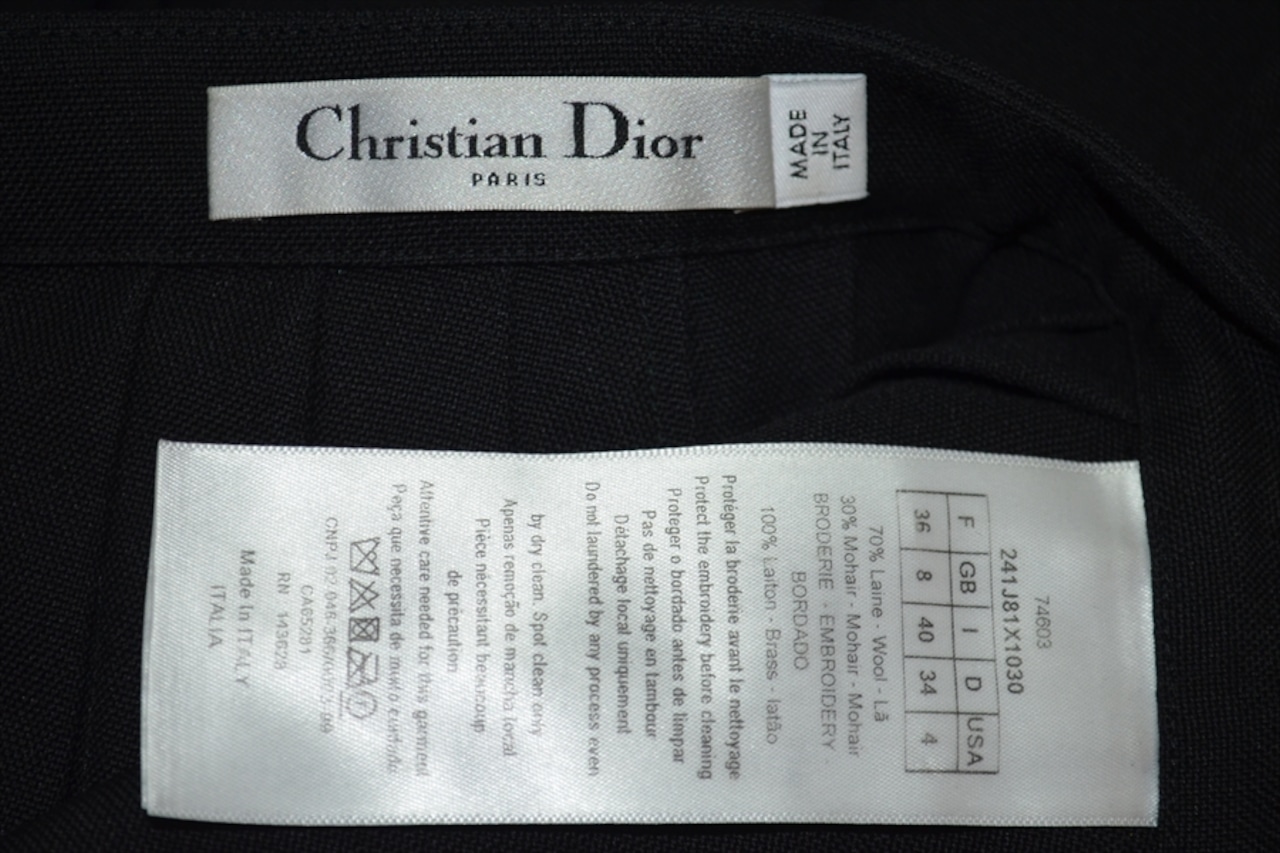 Christian Dior
PARIS
MADE
IN
ITALY
74603
241J81X1030
F GB I D USA
36 8 40 34 4
70% Laine - Wool - Lã
30% Mohair - Mohair - Mohair
BRODERIE - EMBROIDERY -
BORDADO
100% Laiton - Brass - latão
Protéger la broderie avant le nettoyage
Protect the embroidery before cleaning
Proteger o bordado antes de limpar
Pas de nettoyage en tambour
Détachage local uniquement
Do not laundered by any process even
by dry clean. Spot clean only
Apenas remoção de mancha local
Pièce nécessitant beaucoup
de précaution
Attentive care needed for this garment
Peça que necessita de muito cuidado
CNPJ
CA65281
RN 143623
Made In ITALY
ITALIA